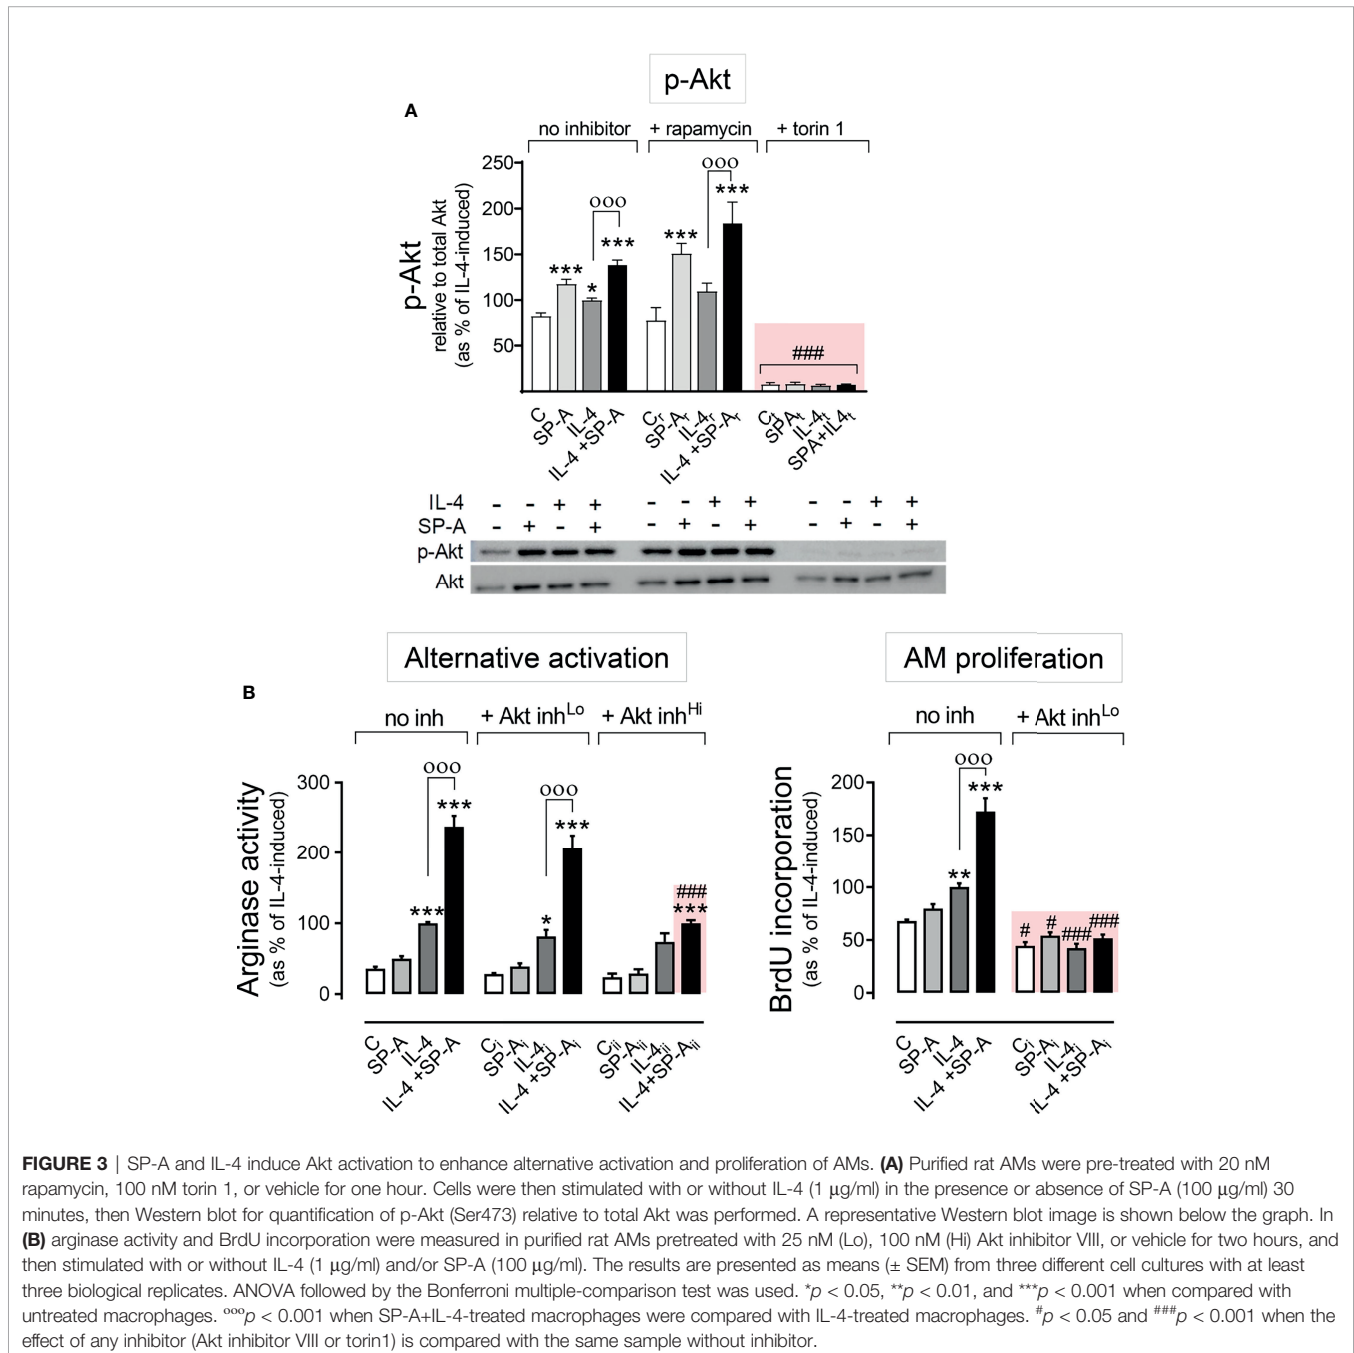 p-Akt
A
no inhibitor + rapamycin + torin 1
p-Akt
relative to total Akt
(as % of IL-4-induced)
250
200
150
100
50
ooo
***
*
***
ooo
***
***
###
C SP-A IL-4 IL-4 +SP-A Cr SP-Ar IL-4r IL-4 +SP-Ar Ct SPAt IL-4t SPA+IL4t
IL-4 - - + + - - + + - - + +
SP-A - + - + - + - + - + - +
p-Akt
Akt
Alternative activation
AM proliferation
B
no inh + Akt inhLo + Akt inhHi
Arginase activity
(as % of IL-4-induced)
300
200
100
0
***
ooo
***
*
ooo
***
###
***
C SP-A IL-4 IL-4 +SP-A Ci SP-Ai IL-4i IL-4 +SP-Ai Cii SP-Aii IL-4ii IL-4+SP-Aii
no inh + Akt inhLo
BrdU incorporation
(as % of IL-4-induced)
200
150
100
50
0
**
ooo
***
# # ### ###
C SP-A IL-4 IL-4 +SP-A Ci SP-Ai IL-4i IL-4 +SP-Ai
FIGURE 3 | SP-A and IL-4 induce Akt activation to enhance alternative activation and proliferation of AMs. (A) Purified rat AMs were pre-treated with 20 nM
rapamycin, 100 nM torin 1, or vehicle for one hour. Cells were then stimulated with or without IL-4 (1 μg/ml) in the presence or absence of SP-A (100 μg/ml) 30
minutes, then Western blot for quantification of p-Akt (Ser473) relative to total Akt was performed. A representative Western blot image is shown below the graph. In
(B) arginase activity and BrdU incorporation were measured in purified rat AMs pretreated with 25 nM (Lo), 100 nM (Hi) Akt inhibitor VIII, or vehicle for two hours, and
then stimulated with or without IL-4 (1 μg/ml) and/or SP-A (100 μg/ml). The results are presented as means (± SEM) from three different cell cultures with at least
three biological replicates. ANOVA followed by the Bonferroni multiple-comparison test was used. *p < 0.05, **p < 0.01, and ***p < 0.001 when compared with
untreated macrophages. ooop < 0.001 when SP-A+IL-4-treated macrophages were compared with IL-4-treated macrophages. #p < 0.05 and ###p < 0.001 when the
effect of any inhibitor (Akt inhibitor VIII or torin1) is compared with the same sample without inhibitor.